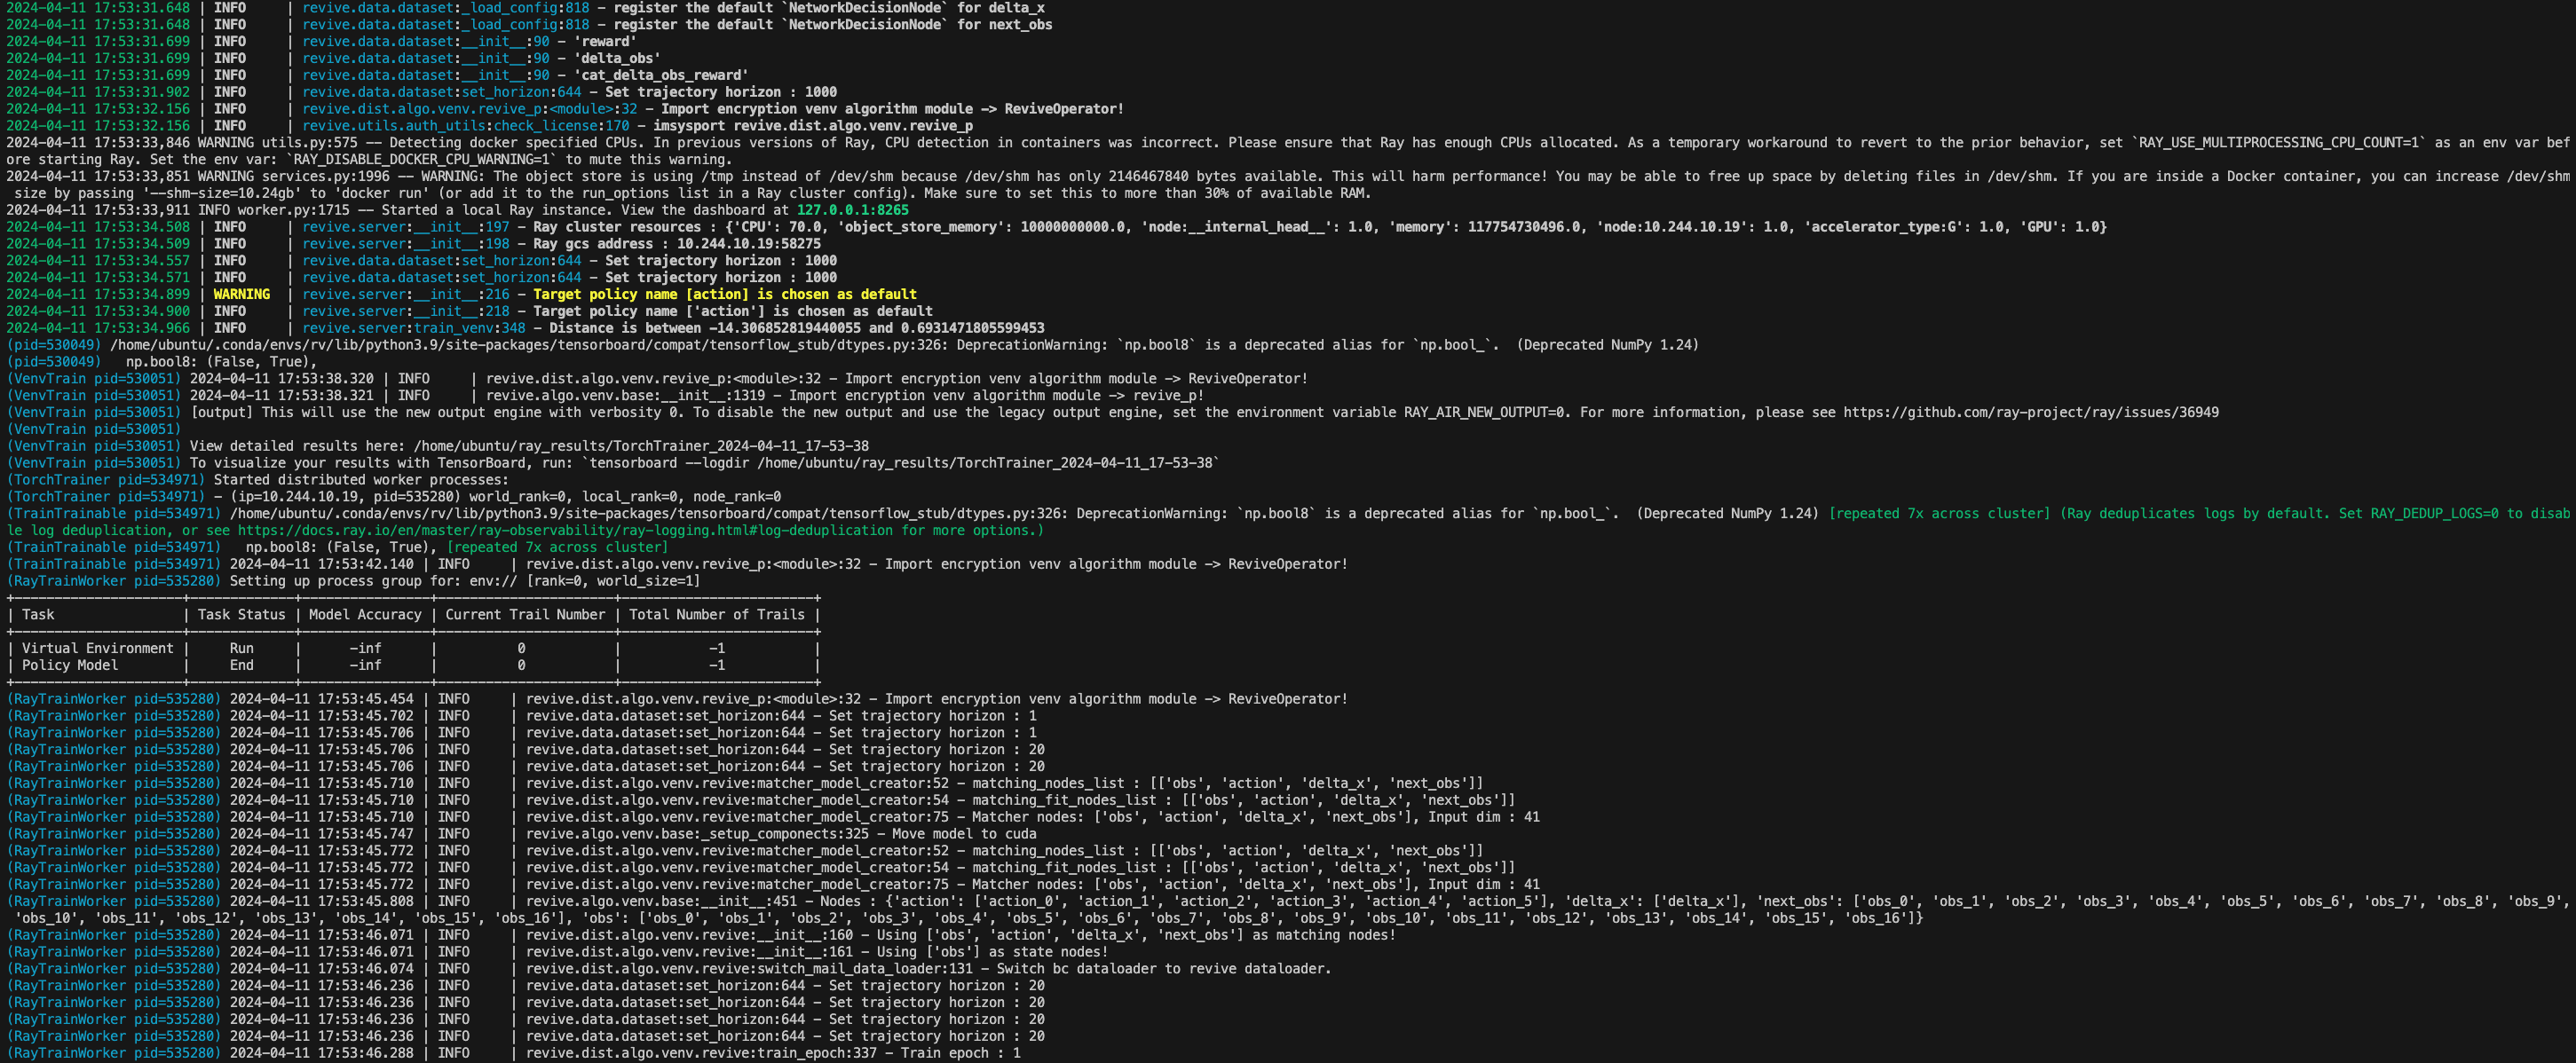 2024-04-11 17:53:31.648 | INFO     | revive.data.dataset:_load_config:818 - register the default `NetworkDecisionNode` for delta_x
2024-04-11 17:53:31.648 | INFO     | revive.data.dataset:_load_config:818 - register the default `NetworkDecisionNode` for next_obs
2024-04-11 17:53:31.699 | INFO     | revive.data.dataset:__init__:90 - 'reward'
2024-04-11 17:53:31.699 | INFO     | revive.data.dataset:__init__:90 - 'delta_obs'
2024-04-11 17:53:31.699 | INFO     | revive.data.dataset:__init__:90 - 'cat_delta_obs_reward'
2024-04-11 17:53:31.902 | INFO     | revive.data.dataset:set_horizon:644 - Set trajectory horizon : 1000
2024-04-11 17:53:32.156 | INFO     | revive.dist.algo.venv.revive_p:<module>:32 - Import encryption venv algorithm module -> ReviveOperator!
2024-04-11 17:53:32.156 | INFO     | revive.utils.auth_utils:check_license:170 - imsysport revive.dist.algo.venv.revive_p
2024-04-11 17:53:33,846 WARNING utils.py:575 -- Detecting docker specified CPUs. In previous versions of Ray, CPU detection in containers was incorrect. Please ensure that Ray has enough CPUs allocated. As a temporary workaround to revert to the prior behavior, set `RAY_USE_MULTIPROCESSING_CPU_COUNT=1` as an env var bef
ore starting Ray. Set the env var: `RAY_DISABLE_DOCKER_CPU_WARNING=1` to mute this warning.
2024-04-11 17:53:33,851 WARNING services.py:1996 -- WARNING: The object store is using /tmp instead of /dev/shm because /dev/shm has only 2146467840 bytes available. This will harm performance! You may be able to free up space by deleting files in /dev/shm. If you are inside a Docker container, you can increase /dev/shm
 size by passing '--shm-size=10.24gb' to 'docker run' (or add it to the run_options list in a Ray cluster config). Make sure to set this to more than 30% of available RAM.
2024-04-11 17:53:33,911 INFO worker.py:1715 -- Started a local Ray instance. View the dashboard at 127.0.0.1:8265
2024-04-11 17:53:34.508 | INFO     | revive.server:__init__:197 - Ray cluster resources : {'CPU': 70.0, 'object_store_memory': 10000000000.0, 'node:__internal_head__': 1.0, 'memory': 117754730496.0, 'node:10.244.10.19': 1.0, 'accelerator_type:G': 1.0, 'GPU': 1.0}
2024-04-11 17:53:34.509 | INFO     | revive.server:__init__:198 - Ray gcs address : 10.244.10.19:58275
2024-04-11 17:53:34.557 | INFO     | revive.data.dataset:set_horizon:644 - Set trajectory horizon : 1000
2024-04-11 17:53:34.571 | INFO     | revive.data.dataset:set_horizon:644 - Set trajectory horizon : 1000
2024-04-11 17:53:34.899 | WARNING  | revive.server:__init__:216 - Target policy name [action] is chosen as default
2024-04-11 17:53:34.900 | INFO     | revive.server:__init__:218 - Target policy name ['action'] is chosen as default
2024-04-11 17:53:34.966 | INFO     | revive.server:train_venv:348 - Distance is between -14.306852819440055 and 0.6931471805599453
(pid=530049) /home/ubuntu/.conda/envs/rv/lib/python3.9/site-packages/tensorboard/compat/tensorflow_stub/dtypes.py:326: DeprecationWarning: `np.bool8` is a deprecated alias for `np.bool_`.  (Deprecated NumPy 1.24)
(pid=530049)   np.bool8: (False, True),
(VenvTrain pid=530051) 2024-04-11 17:53:38.320 | INFO     | revive.dist.algo.venv.revive_p:<module>:32 - Import encryption venv algorithm module -> ReviveOperator!
(VenvTrain pid=530051) 2024-04-11 17:53:38.321 | INFO     | revive.algo.venv.base:__init__:1319 - Import encryption venv algorithm module -> revive_p!
(VenvTrain pid=530051) [output] This will use the new output engine with verbosity 0. To disable the new output and use the legacy output engine, set the environment variable RAY_AIR_NEW_OUTPUT=0. For more information, please see https://github.com/ray-project/ray/issues/36949
(VenvTrain pid=530051)
(VenvTrain pid=530051) View detailed results here: /home/ubuntu/ray_results/TorchTrainer_2024-04-11_17-53-38
(VenvTrain pid=530051) To visualize your results with TensorBoard, run: `tensorboard --logdir /home/ubuntu/ray_results/TorchTrainer_2024-04-11_17-53-38`
(TorchTrainer pid=534971) Started distributed worker processes:
(TorchTrainer pid=534971) - (ip=10.244.10.19, pid=535280) world_rank=0, local_rank=0, node_rank=0
(TrainTrainable pid=534971) /home/ubuntu/.conda/envs/rv/lib/python3.9/site-packages/tensorboard/compat/tensorflow_stub/dtypes.py:326: DeprecationWarning: `np.bool8` is a deprecated alias for `np.bool_`.  (Deprecated NumPy 1.24) [repeated 7x across cluster] (Ray deduplicates logs by default. Set RAY_DEDUP_LOGS=0 to disab
le log deduplication, or see https://docs.ray.io/en/master/ray-observability/ray-logging.html#log-deduplication for more options.)
(TrainTrainable pid=534971)   np.bool8: (False, True), [repeated 7x across cluster]
(TrainTrainable pid=534971) 2024-04-11 17:53:42.140 | INFO     | revive.dist.algo.venv.revive_p:<module>:32 - Import encryption venv algorithm module -> ReviveOperator!
(RayTrainWorker pid=535280) Setting up process group for: env:// [rank=0, world_size=1]
| Task                | Task Status | Model Accuracy | Current Trail Number | Total Number of Trails |
| Virtual Environment |     Run     |      -inf      |          0           |           -1           |
| Policy Model        |     End     |      -inf      |          0           |           -1           |
(RayTrainWorker pid=535280) 2024-04-11 17:53:45.454 | INFO     | revive.dist.algo.venv.revive_p:<module>:32 - Import encryption venv algorithm module -> ReviveOperator!
(RayTrainWorker pid=535280) 2024-04-11 17:53:45.702 | INFO     | revive.data.dataset:set_horizon:644 - Set trajectory horizon : 1
(RayTrainWorker pid=535280) 2024-04-11 17:53:45.706 | INFO     | revive.data.dataset:set_horizon:644 - Set trajectory horizon : 1
(RayTrainWorker pid=535280) 2024-04-11 17:53:45.706 | INFO     | revive.data.dataset:set_horizon:644 - Set trajectory horizon : 20
(RayTrainWorker pid=535280) 2024-04-11 17:53:45.706 | INFO     | revive.data.dataset:set_horizon:644 - Set trajectory horizon : 20
(RayTrainWorker pid=535280) 2024-04-11 17:53:45.710 | INFO     | revive.dist.algo.venv.revive:matcher_model_creator:52 - matching_nodes_list : [['obs', 'action', 'delta_x', 'next_obs']]
(RayTrainWorker pid=535280) 2024-04-11 17:53:45.710 | INFO     | revive.dist.algo.venv.revive:matcher_model_creator:54 - matching_fit_nodes_list : [['obs', 'action', 'delta_x', 'next_obs']]
(RayTrainWorker pid=535280) 2024-04-11 17:53:45.710 | INFO     | revive.dist.algo.venv.revive:matcher_model_creator:75 - Matcher nodes: ['obs', 'action', 'delta_x', 'next_obs'], Input dim : 41
(RayTrainWorker pid=535280) 2024-04-11 17:53:45.747 | INFO     | revive.algo.venv.base:_setup_componects:325 - Move model to cuda
(RayTrainWorker pid=535280) 2024-04-11 17:53:45.772 | INFO     | revive.dist.algo.venv.revive:matcher_model_creator:52 - matching_nodes_list : [['obs', 'action', 'delta_x', 'next_obs']]
(RayTrainWorker pid=535280) 2024-04-11 17:53:45.772 | INFO     | revive.dist.algo.venv.revive:matcher_model_creator:54 - matching_fit_nodes_list : [['obs', 'action', 'delta_x', 'next_obs']]
(RayTrainWorker pid=535280) 2024-04-11 17:53:45.772 | INFO     | revive.dist.algo.venv.revive:matcher_model_creator:75 - Matcher nodes: ['obs', 'action', 'delta_x', 'next_obs'], Input dim : 41
(RayTrainWorker pid=535280) 2024-04-11 17:53:45.808 | INFO     | revive.algo.venv.base:__init__:451 - Nodes : {'action': ['action_0', 'action_1', 'action_2', 'action_3', 'action_4', 'action_5'], 'delta_x': ['delta_x'], 'next_obs': ['obs_0', 'obs_1', 'obs_2', 'obs_3', 'obs_4', 'obs_5', 'obs_6', 'obs_7', 'obs_8', 'obs_9',
 'obs_10', 'obs_11', 'obs_12', 'obs_13', 'obs_14', 'obs_15', 'obs_16'], 'obs': ['obs_0', 'obs_1', 'obs_2', 'obs_3', 'obs_4', 'obs_5', 'obs_6', 'obs_7', 'obs_8', 'obs_9', 'obs_10', 'obs_11', 'obs_12', 'obs_13', 'obs_14', 'obs_15', 'obs_16']}
(RayTrainWorker pid=535280) 2024-04-11 17:53:46.071 | INFO     | revive.dist.algo.venv.revive:__init__:160 - Using ['obs', 'action', 'delta_x', 'next_obs'] as matching nodes!
(RayTrainWorker pid=535280) 2024-04-11 17:53:46.071 | INFO     | revive.dist.algo.venv.revive:__init__:161 - Using ['obs'] as state nodes!
(RayTrainWorker pid=535280) 2024-04-11 17:53:46.074 | INFO     | revive.dist.algo.venv.revive:switch_mail_data_loader:131 - Switch bc dataloader to revive dataloader.
(RayTrainWorker pid=535280) 2024-04-11 17:53:46.236 | INFO     | revive.data.dataset:set_horizon:644 - Set trajectory horizon : 20
(RayTrainWorker pid=535280) 2024-04-11 17:53:46.236 | INFO     | revive.data.dataset:set_horizon:644 - Set trajectory horizon : 20
(RayTrainWorker pid=535280) 2024-04-11 17:53:46.236 | INFO     | revive.data.dataset:set_horizon:644 - Set trajectory horizon : 20
(RayTrainWorker pid=535280) 2024-04-11 17:53:46.236 | INFO     | revive.data.dataset:set_horizon:644 - Set trajectory horizon : 20
(RayTrainWorker pid=535280) 2024-04-11 17:53:46.288 | INFO     | revive.dist.algo.venv.revive:train_epoch:337 - Train epoch : 1